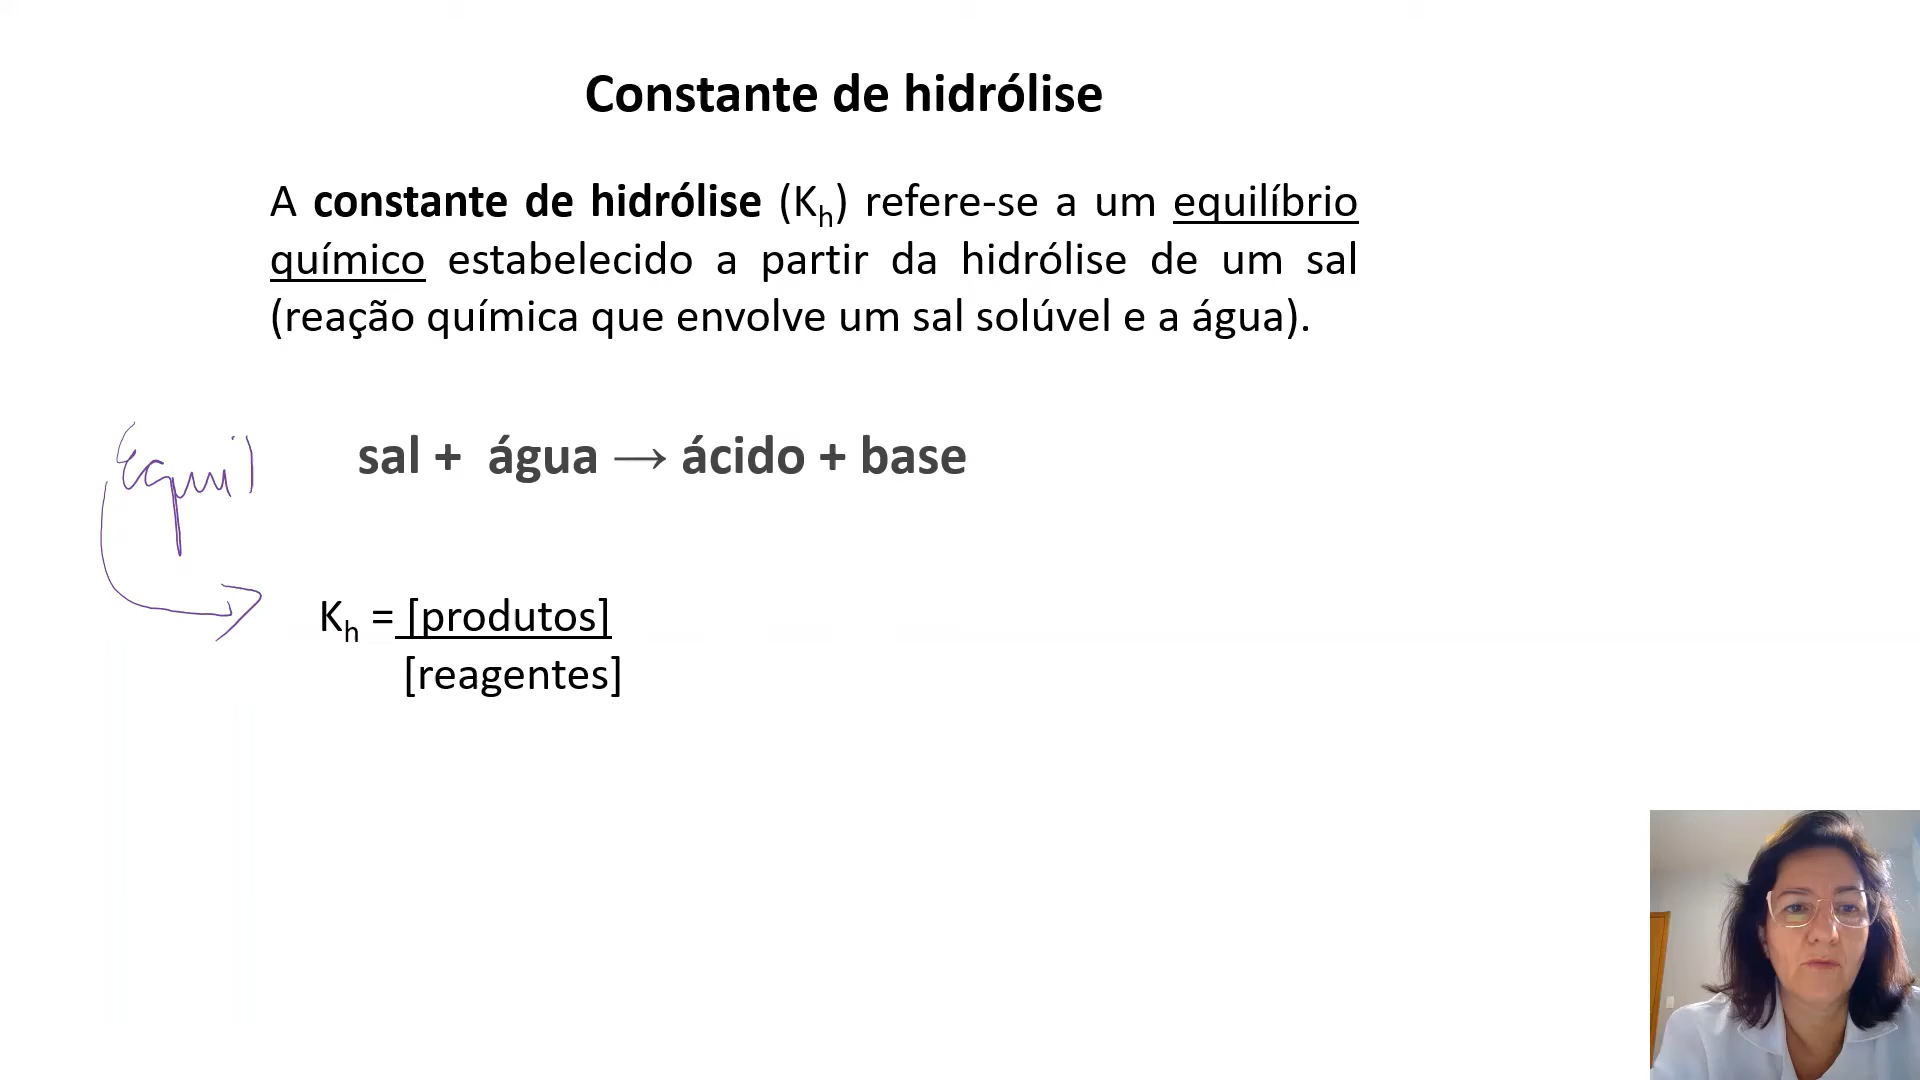 Constante de hidrólise
A constante de hidrólise (Kh) refere-se a um equilíbrio
químico estabelecido a partir da hidrólise de um sal
(reação química que envolve um sal solúvel e a água).
Equil
sal + água → ácido + base
Kh = [produtos]
[reagentes]